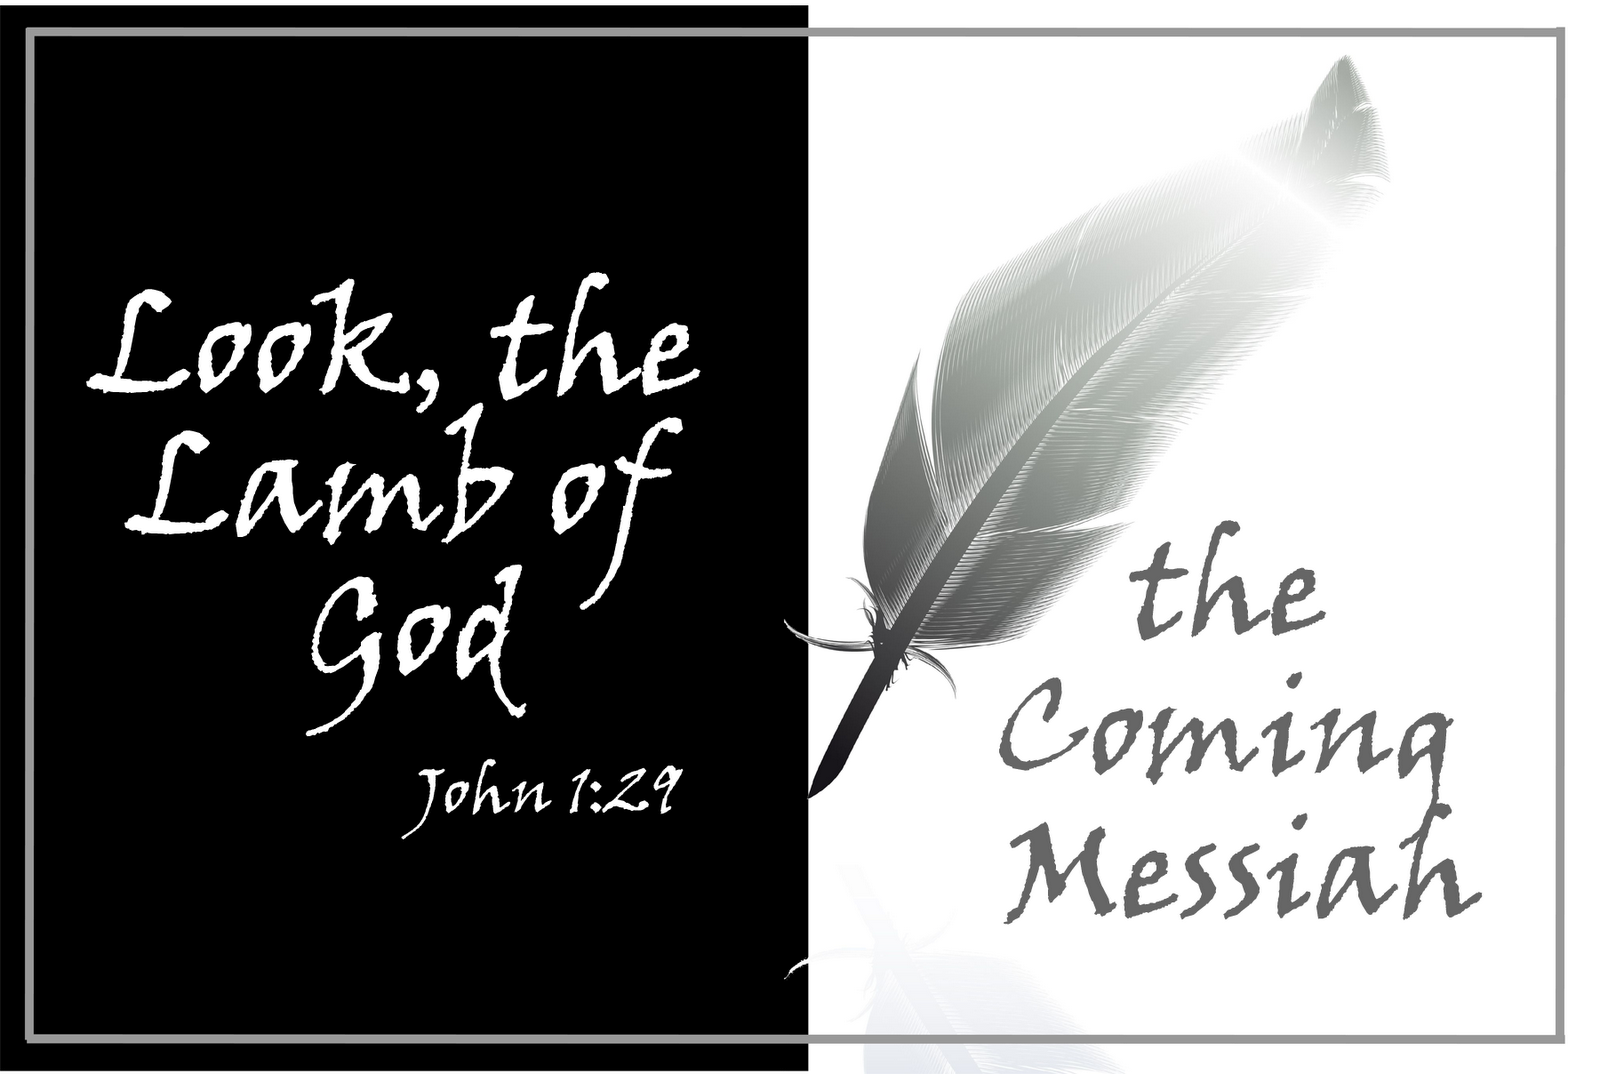 Look, the
Lamb of
God
John 1:29
the
Coming
Messiah